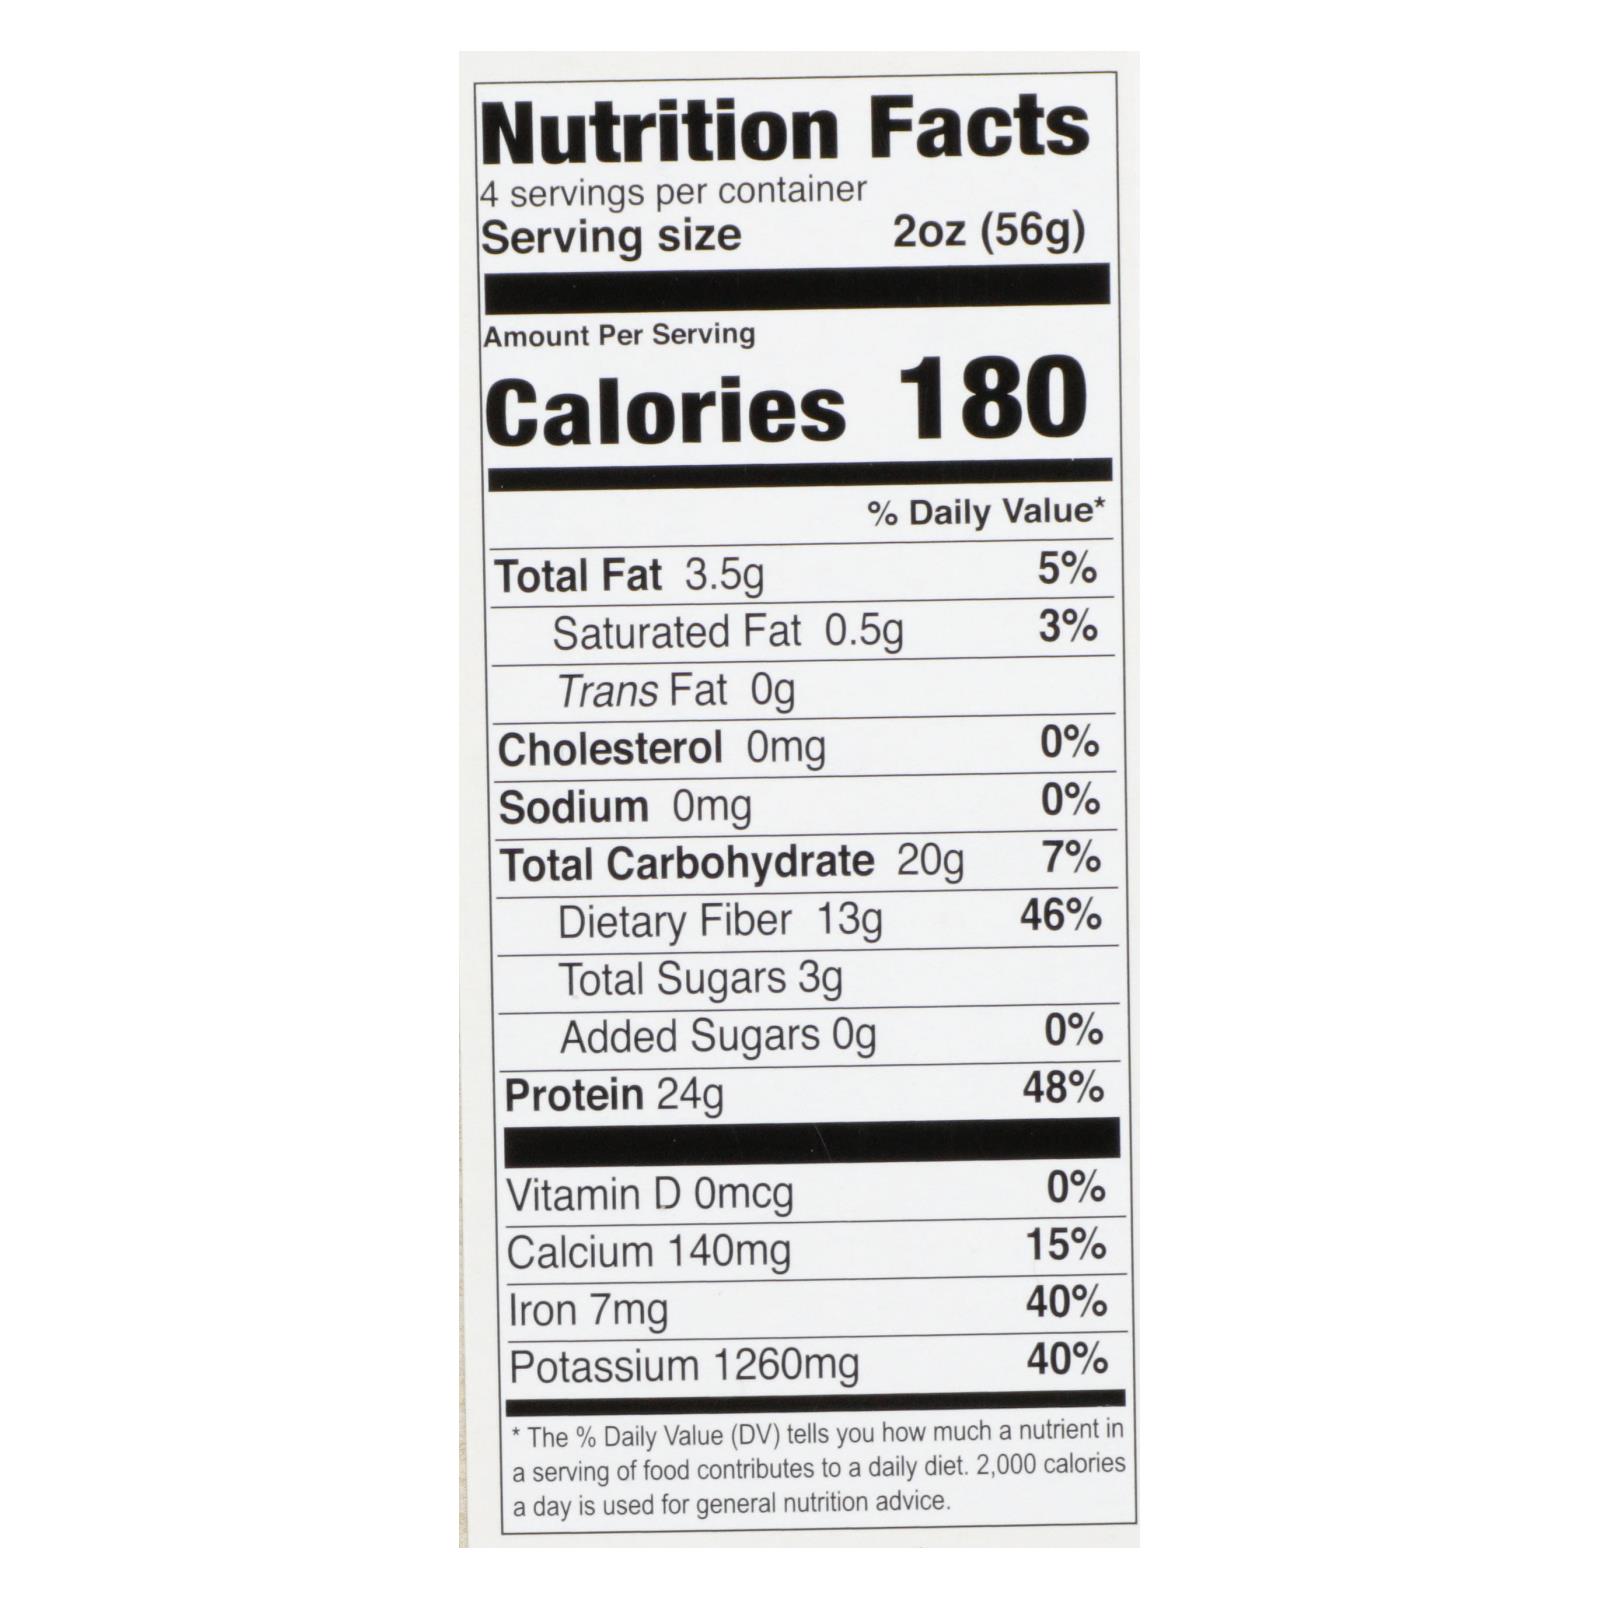 Nutrition Facts
4 servings per container
Serving size 2oz (56g)
Amount Per Serving
Calories 180
% Daily Value*
Total Fat 3.5g 5%
Saturated Fat 0.5g 3%
Trans Fat 0g
Cholesterol 0mg 0%
Sodium 0mg 0%
Total Carbohydrate 20g 7%
Dietary Fiber 13g 46%
Total Sugars 3g
Added Sugars 0g 0%
Protein 24g 48%
Vitamin D 0mcg 0%
Calcium 140mg 15%
Iron 7mg 40%
Potassium 1260mg 40%
* The % Daily Value (DV) tells you how much a nutrient in
a serving of food contributes to a daily diet. 2,000 calories
a day is used for general nutrition advice.